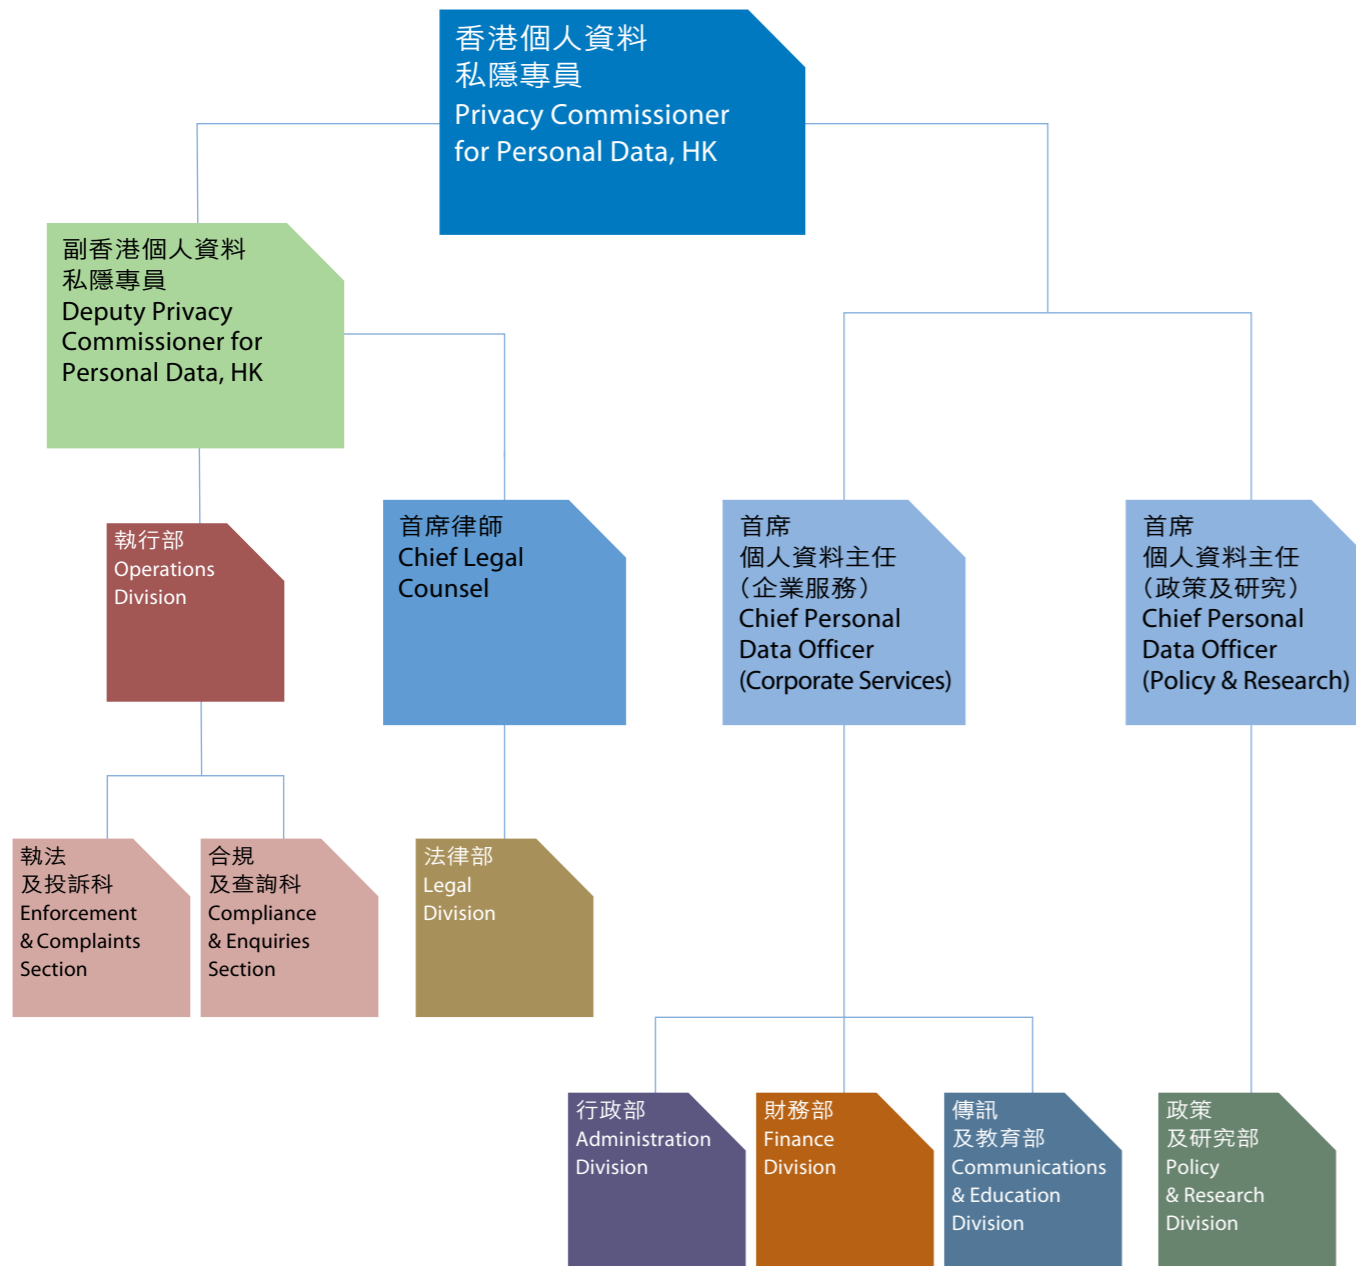 香港個人資料
私隱專員
Privacy Commissioner
for Personal Data, HK
副香港個人資料
私隱專員
Deputy Privacy
Commissioner for
Personal Data, HK
執行部
Operations
Division
首席律師
Chief Legal
Counsel
首席
個人資料主任
（企業服務）
Chief Personal
Data Officer
(Corporate Services)
首席
個人資料主任
（政策及研究）
Chief Personal
Data Officer
(Policy & Research)
執法
及投訴科
Enforcement
& Complaints
Section
合規
及查詢科
Compliance
& Enquiries
Section
法律部
Legal
Division
行政部
Administration
Division
財務部
Finance
Division
傳訊
及教育部
Communications
& Education
Division
政策
及研究部
Policy
& Research
Division